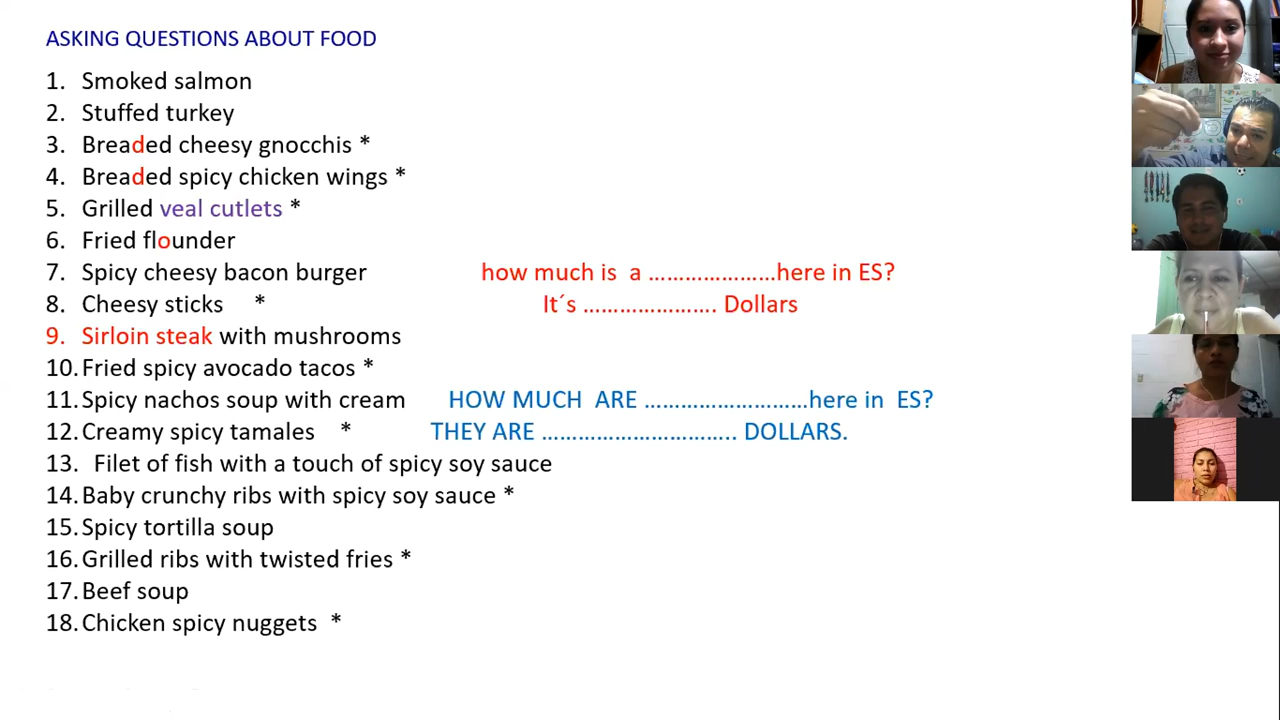 ASKING QUESTIONS ABOUT FOOD
1. Smoked salmon
2. Stuffed turkey
3. Breaded cheesy gnocchis *
4. Breaded spicy chicken wings *
5. Grilled veal cutlets *
6. Fried flounder
7. Spicy cheesy bacon burger how much is a .....................here in ES?
8. Cheesy sticks * It´s ...................... Dollars
9. Sirloin steak with mushrooms
10. Fried spicy avocado tacos *
11. Spicy nachos soup with cream HOW MUCH ARE ...........................here in ES?
12. Creamy spicy tamales * THEY ARE ................................ DOLLARS.
13. Filet of fish with a touch of spicy soy sauce
14. Baby crunchy ribs with spicy soy sauce *
15. Spicy tortilla soup
16. Grilled ribs with twisted fries *
17. Beef soup
18. Chicken spicy nuggets *